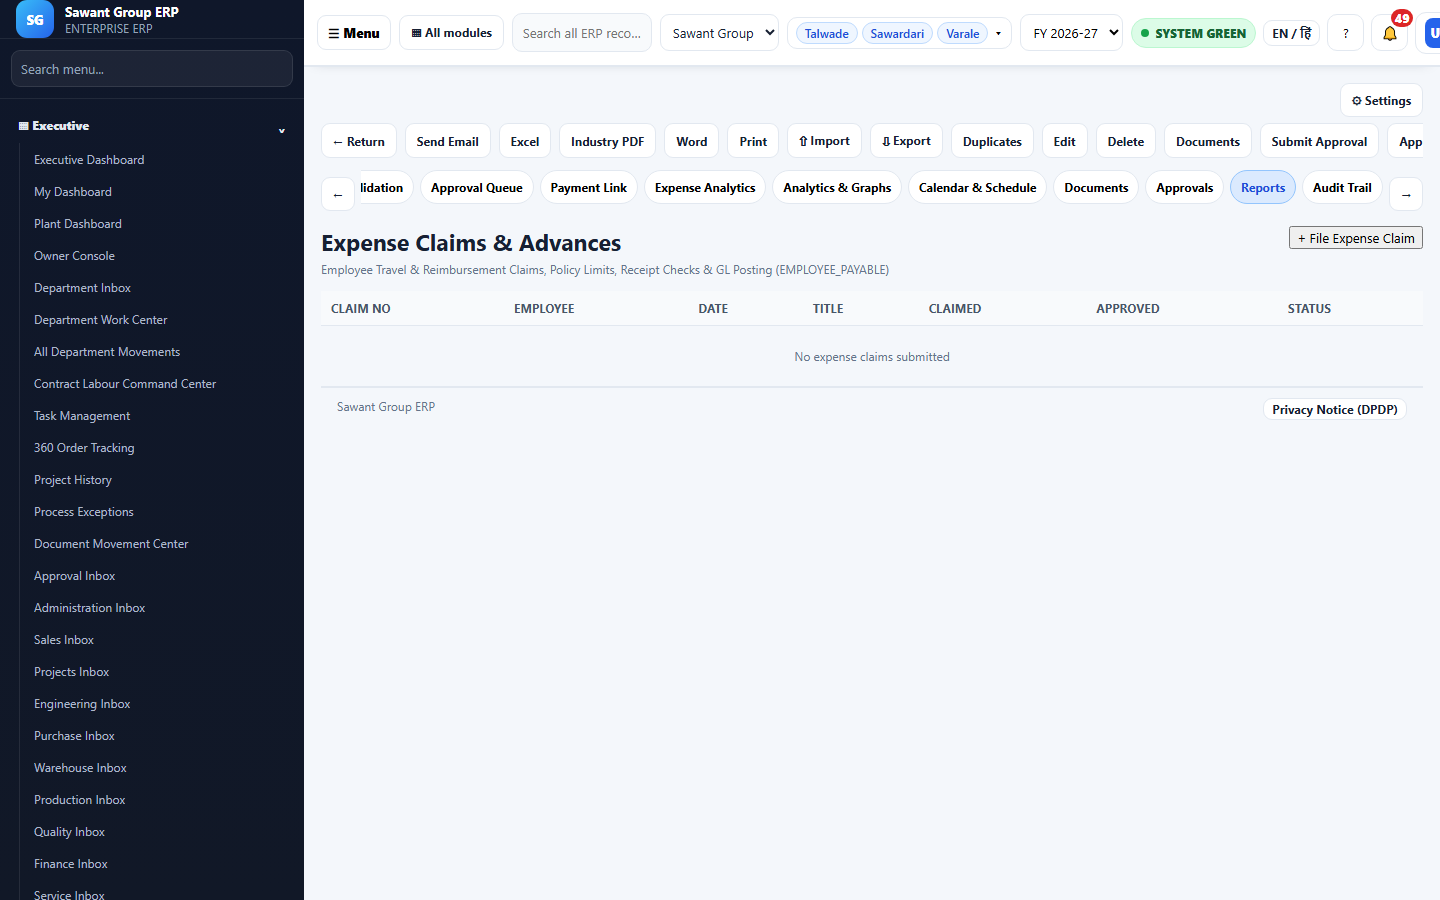 SG
Sawant Group ERP
ENTERPRISE ERP
Search menu...
Executive
Executive Dashboard
My Dashboard
Plant Dashboard
Owner Console
Department Inbox
Department Work Center
All Department Movements
Contract Labour Command Center
Task Management
360 Order Tracking
Project History
Process Exceptions
Document Movement Center
Approval Inbox
Administration Inbox
Sales Inbox
Projects Inbox
Engineering Inbox
Purchase Inbox
Warehouse Inbox
Production Inbox
Quality Inbox
Finance Inbox
Service Inbox
☰ Menu
All modules
Search all ERP reco...
Sawant Group
Talwade Sawardari Varale
FY 2026-27
SYSTEM GREEN
EN / हिं
?
49
U
⚙ Settings
← Return
Send Email
Excel
Industry PDF
Word
Print
⇧ Import
⇩ Export
Duplicates
Edit
Delete
Documents
Submit Approval
App
←
lidation
Approval Queue
Payment Link
Expense Analytics
Analytics & Graphs
Calendar & Schedule
Documents
Approvals
Reports
Audit Trail
→
Expense Claims & Advances
+ File Expense Claim
Employee Travel & Reimbursement Claims, Policy Limits, Receipt Checks & GL Posting (EMPLOYEE_PAYABLE)
CLAIM NO EMPLOYEE DATE TITLE CLAIMED APPROVED STATUS
No expense claims submitted
Sawant Group ERP
Privacy Notice (DPDP)